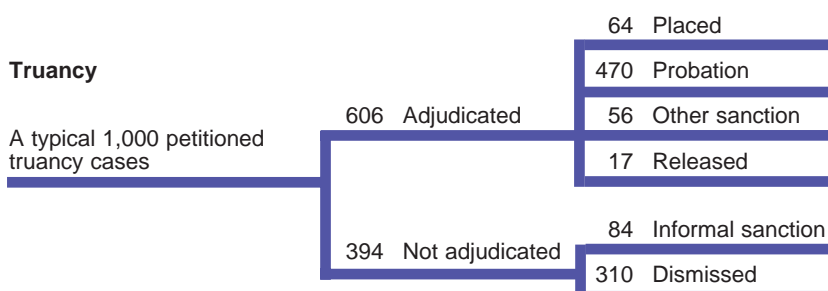 64 Placed
Truancy
470 Probation
606 Adjudicated
56 Other sanction
A typical 1,000 petitioned
truancy cases
17 Released
84 Informal sanction
394 Not adjudicated
310 Dismissed